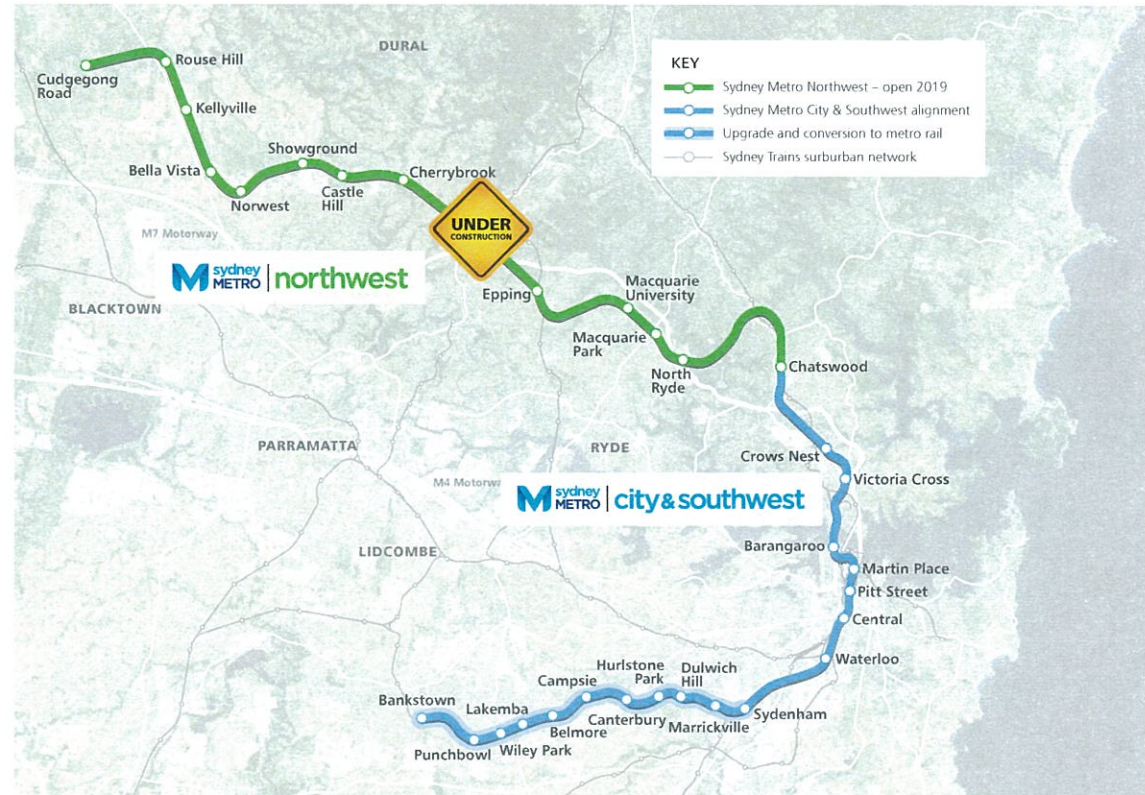 DURAL
KEY
Sydney Metro Northwest – open 2019
Sydney Metro City & Southwest alignment
Upgrade and conversion to metro rail
Sydney Trains surburban network
Cudgegong
Road
Rouse Hill
Kellyville
Bella Vista
Norwest
Showground
Castle
Hill
Cherrybrook
UNDER
CONSTRUCTION
M7 Motorway
sydney
METRO
northwest
BLACKTOWN
Epping
Macquarie
University
Macquarie
Park
North
Ryde
Chatswood
PARRAMATTA
RYDE
Crows Nest
Victoria Cross
M4 Motorwa
sydney
METRO
city & southwest
LIDCOMBE
Barangaroo
Martin Place
Pitt Street
Central
Waterloo
Bankstown
Punchbowl
Lakemba
Wiley Park
Belmore
Campsie
Canterbury
Hurlstone
Park
Dulwich
Hill
Marrickville
Sydenham